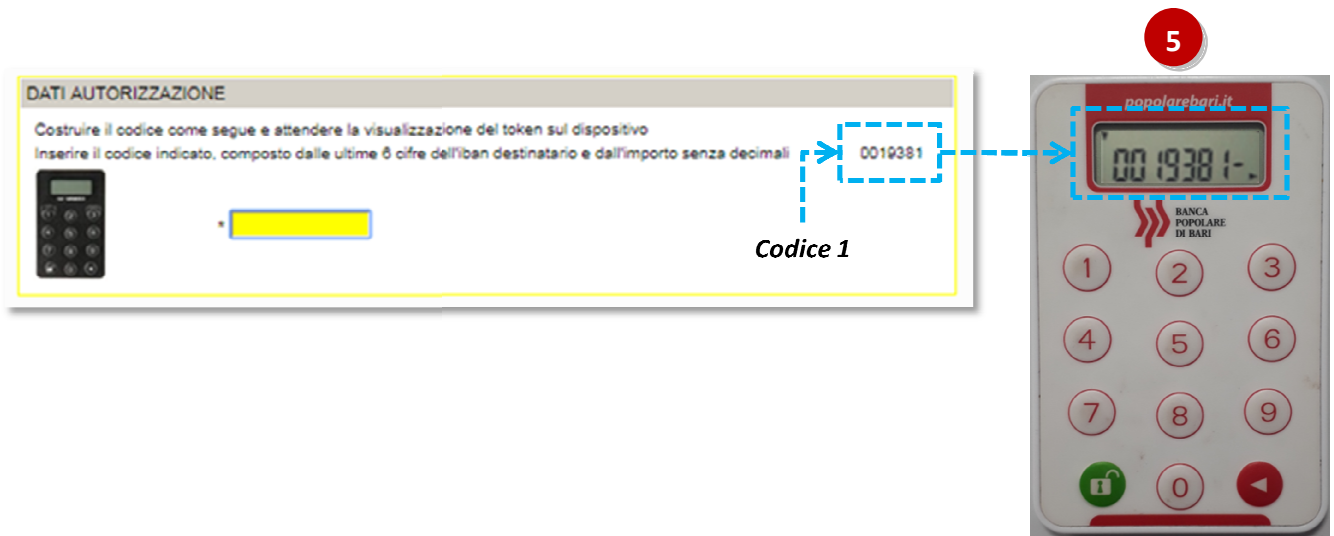 5
DATI AUTORIZZAZIONE
Costruire il codice come segue e attendere la visualizzazione del token sul dispositivo
Inserire il codice indicato, composto dalle ultime 6 cifre dell'iban destinatario e dall'importo senza decimali 0019381
*
Codice 1
popolarebari.it
0019381-
BANCA
POPOLARE
DI BARI
1 2 3
4 5 6
7 8 9
0